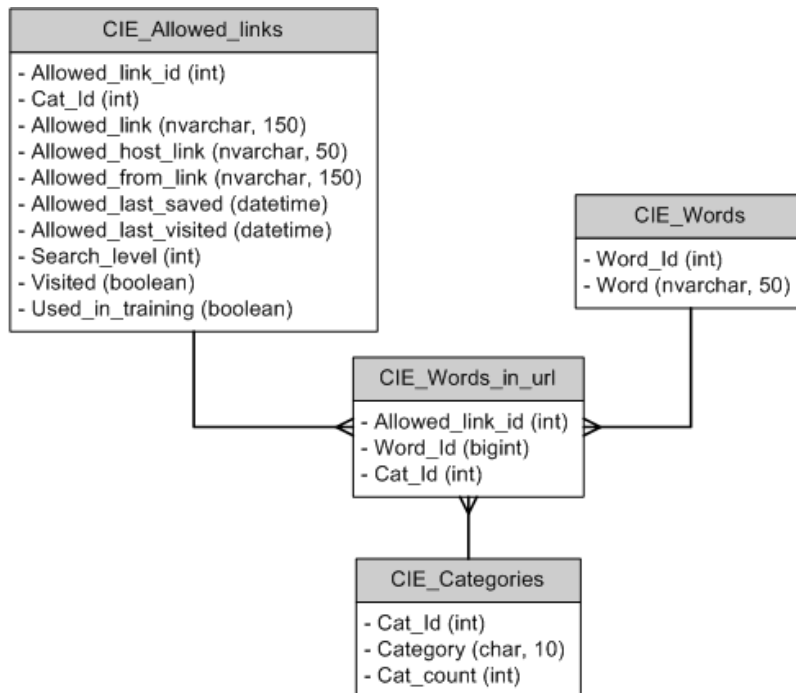 CIE_Allowed_links
- Allowed_link_id (int)
- Cat_Id (int)
- Allowed_link (nvarchar, 150)
- Allowed_host_link (nvarchar, 50)
- Allowed_from_link (nvarchar, 150)
- Allowed_last_saved (datetime)
- Allowed_last_visited (datetime)
- Search_level (int)
- Visited (boolean)
- Used_in_training (boolean)
CIE_Words
- Word_Id (int)
- Word (nvarchar, 50)
CIE_Words_in_url
- Allowed_link_id (int)
- Word_Id (bigint)
- Cat_Id (int)
CIE_Categories
- Cat_Id (int)
- Category (char, 10)
- Cat_count (int)